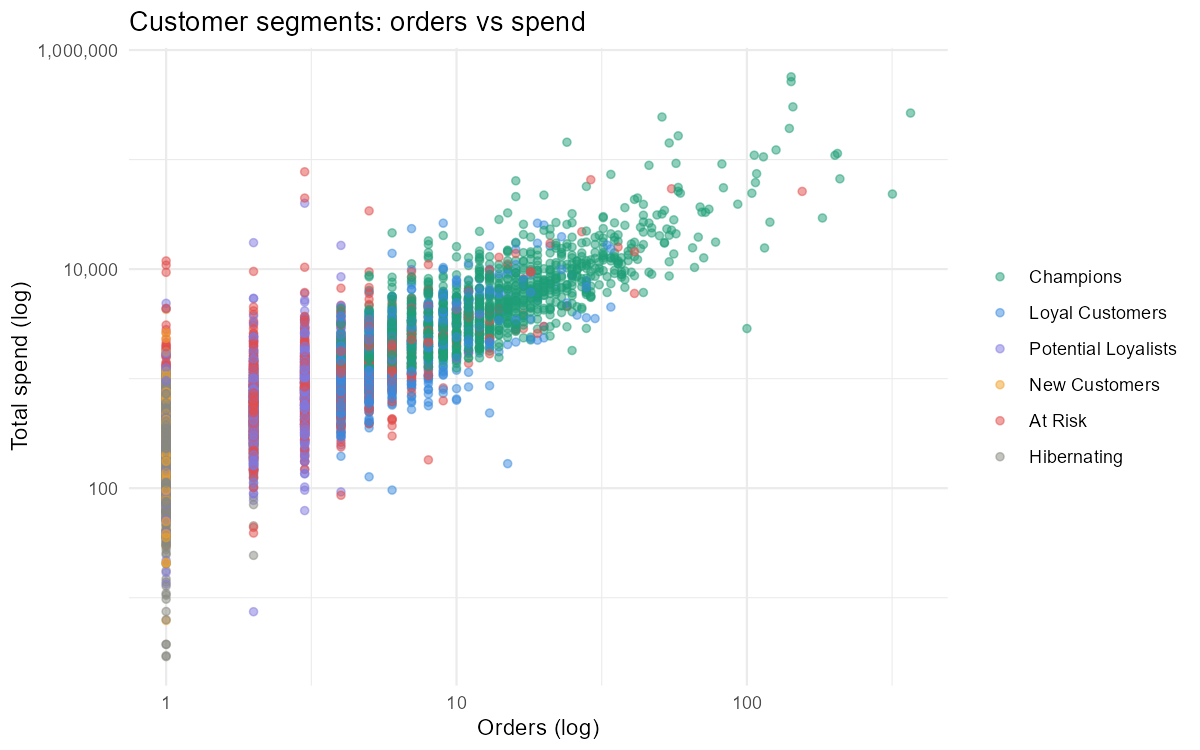 Customer segments: orders vs spend
1,000,000
10,000
100
Total spend (log)
1
10
100
Orders (log)
Champions
Loyal Customers
Potential Loyalists
New Customers
At Risk
Hibernating